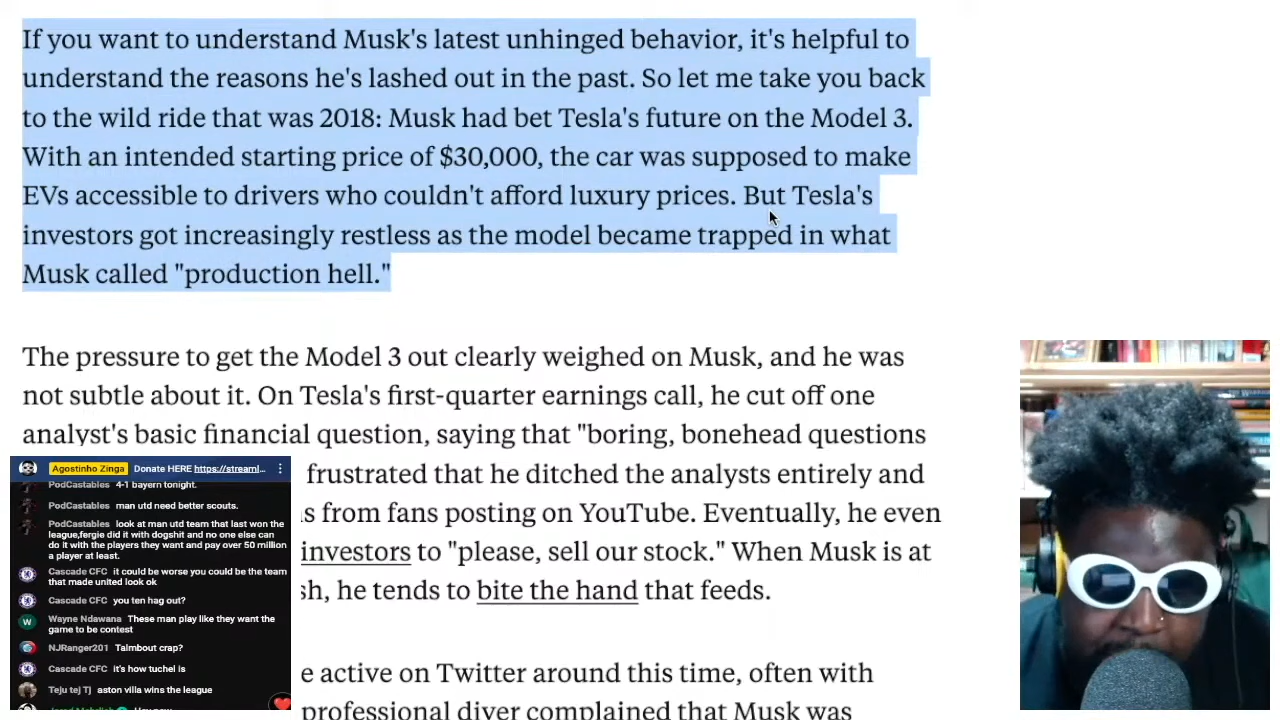 If you want to understand Musk's latest unhinged behavior, it's helpful to
understand the reasons he's lashed out in the past. So let me take you back
to the wild ride that was 2018: Musk had bet Tesla's future on the Model 3.
With an intended starting price of $30,000, the car was supposed to make
EVs accessible to drivers who couldn't afford luxury prices. But Tesla's
investors got increasingly restless as the model became trapped in what
Musk called "production hell."
The pressure to get the Model 3 out clearly weighed on Musk, and he was
not subtle about it. On Tesla's first-quarter earnings call, he cut off one
analyst's basic financial question, saying that "boring, bonehead questions
frustrated that he ditched the analysts entirely and
from fans posting on YouTube. Eventually, he even
investors to "please, sell our stock." When Musk is at
he tends to bite the hand that feeds.
active on Twitter around this time, often with
professional diver complained that Musk was
Agostinho Zinga Donate HERE https://streaml...
PodCastables 4-1 bayern tonight.
PodCastables man utd need better scouts.
PodCastables look at man utd team that last won the
league,fergie did it with dogshit and no one else can
do it with the players they want and pay over 50 million
a player at least.
Cascade CFC it could be worse you could be the team
that made united look ok
Cascade CFC you ten hag out?
W
Wayne Ndawana These man play like they want the
game to be contest
NJRanger201 Talmbout crap?
Cascade CFC it's how tuchel is
Teju tej Tj aston villa wins the league